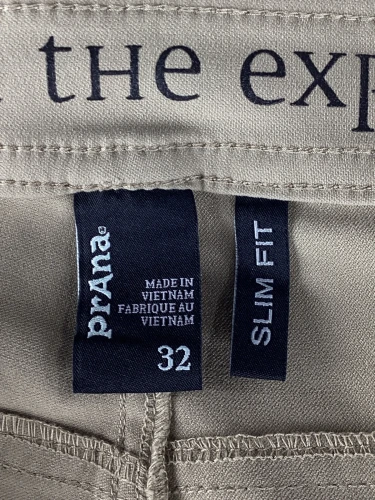 the exp
prAna®
MADE IN
VIETNAM
FABRIQUE AU
VIETNAM
32
SLIM FIT